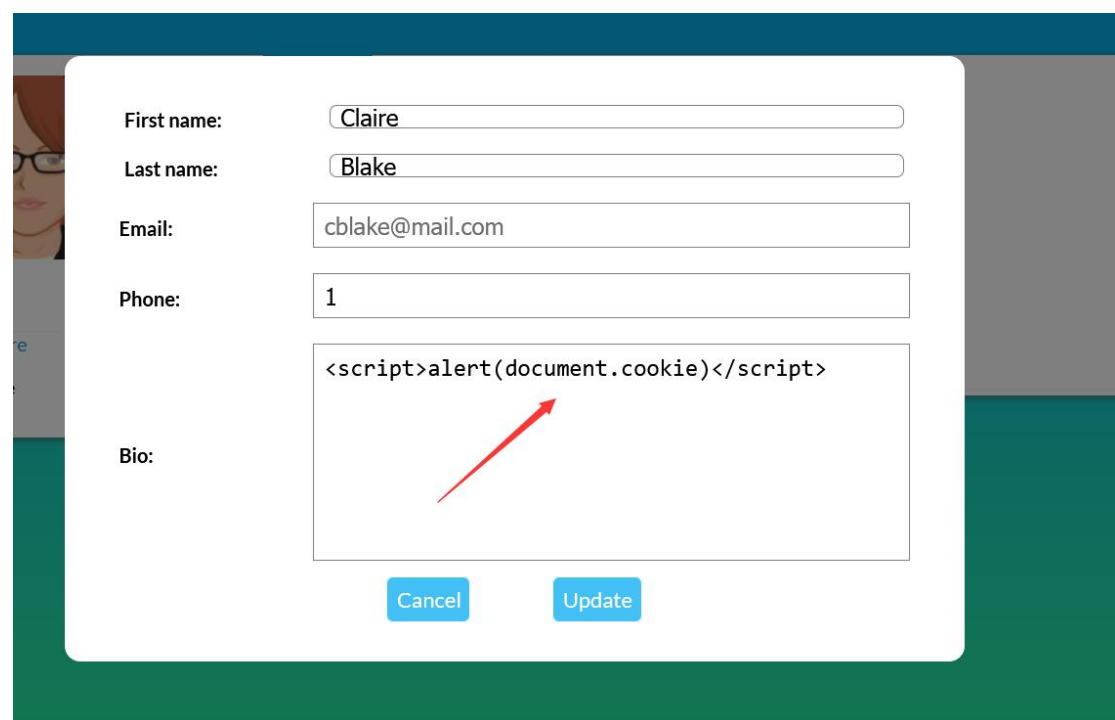 First name: Claire
Last name: Blake
Email: cblake@mail.com
Phone: 1
re
Bio: <script>alert(document.cookie)</script>
Cancel Update